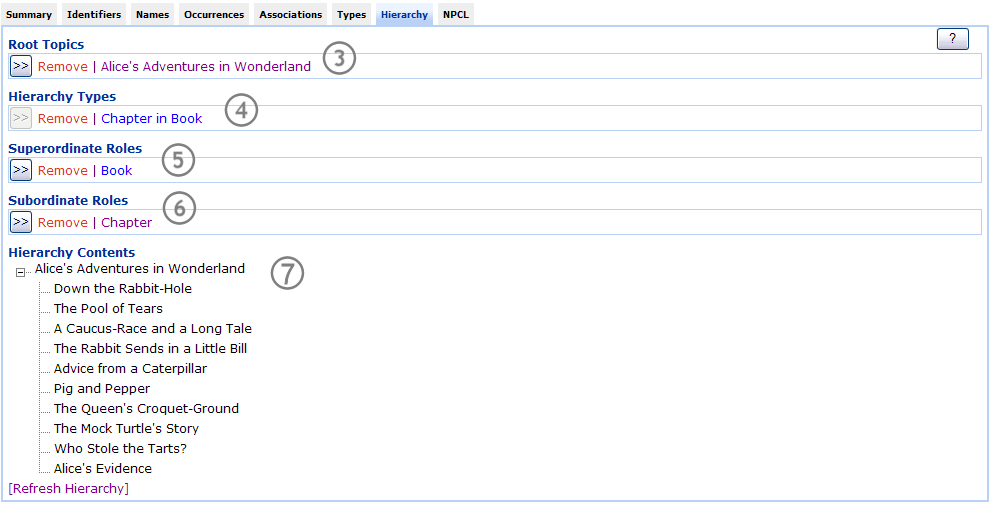 Summary Identifiers Names Occurrences Associations Types Hierarchy NPCL
?
Root Topics
>> Remove | Alice's Adventures in Wonderland ③
Hierarchy Types
>> Remove | Chapter in Book ④
Superordinate Roles
>> Remove | Book ⑤
Subordinate Roles
>> Remove | Chapter ⑥
Hierarchy Contents
Alice's Adventures in Wonderland ⑦
Down the Rabbit-Hole
The Pool of Tears
A Caucus-Race and a Long Tale
The Rabbit Sends in a Little Bill
Advice from a Caterpillar
Pig and Pepper
The Queen's Croquet-Ground
The Mock Turtle's Story
Who Stole the Tarts?
Alice's Evidence
[Refresh Hierarchy]